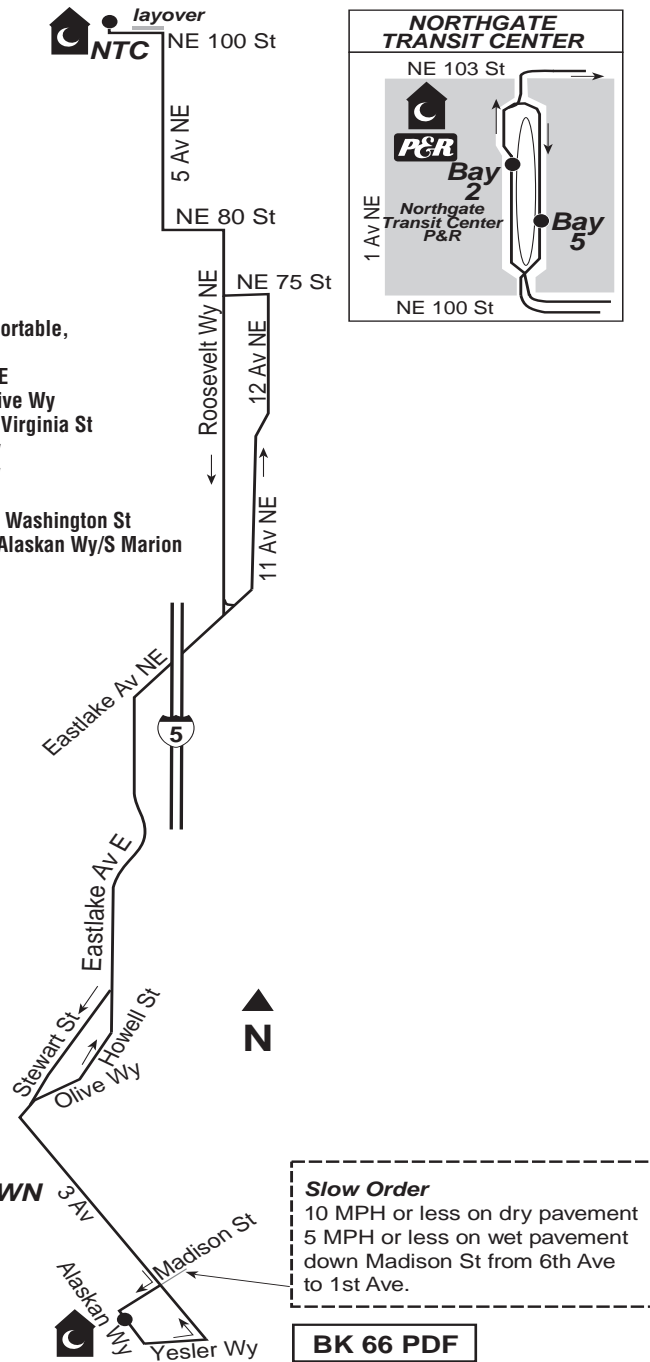 layover
NTC
NE 100 St
5 Av NE
NE 80 St
NORTHGATE
TRANSIT CENTER
NE 103 St
P&R
Bay
2
Northgate
Transit Center
P&R
Bay
5
1 Av NE
NE 100 St
NE 75 St
Roosevelt Wy NE
12 Av NE
11 Av NE
ortable,
E
ive Wy
Virginia St
Washington St
Alaskan Wy/S Marion
Eastlake Av NE
5
Eastlake Av E
Stewart St
Howell St
Olive Wy
N
WN
3 Av
Madison St
Alaskan Wy
Yesler Wy
Slow Order
10 MPH or less on dry pavement
5 MPH or less on wet pavement
down Madison St from 6th Ave
to 1st Ave.
BK 66 PDF